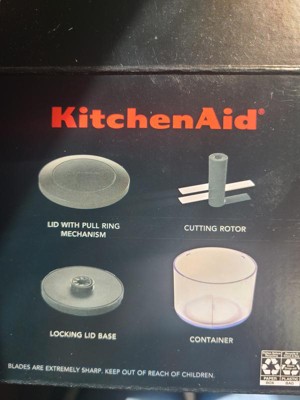 KitchenAid®
LID WITH PULL RING
MECHANISM
CUTTING ROTOR
LOCKING LID BASE
CONTAINER
BLADES ARE EXTREMELY SHARP. KEEP OUT OF REACH OF CHILDREN.